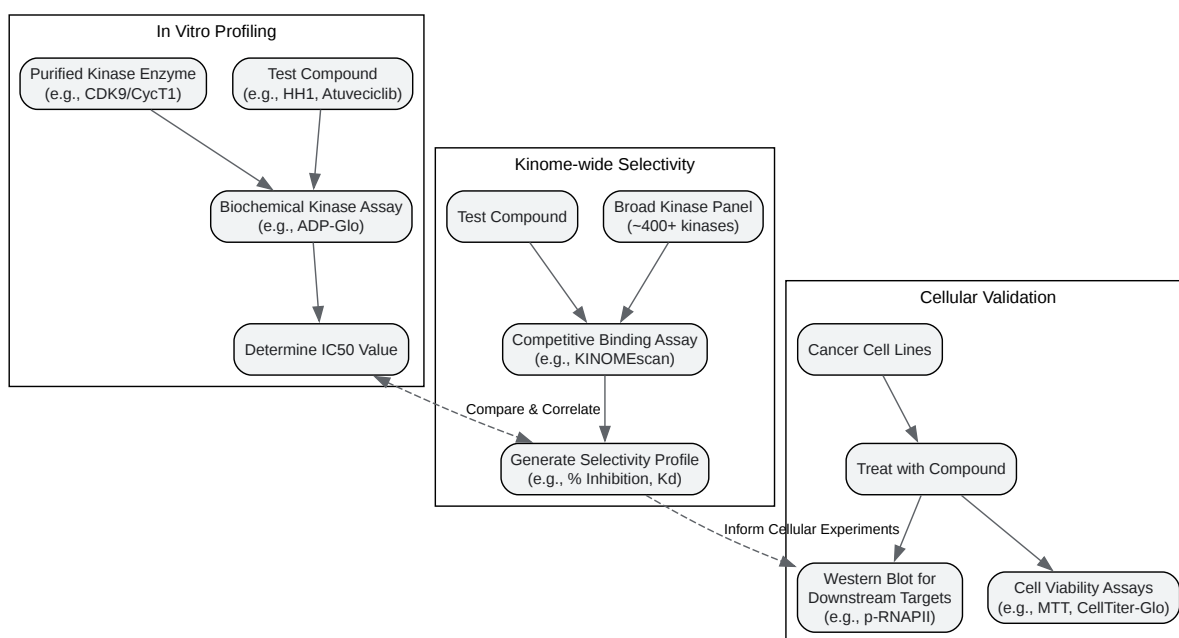 In Vitro Profiling
Purified Kinase Enzyme
(e.g., CDK9/CycT1)
Test Compound
(e.g., HH1, Atuveciclib)
Biochemical Kinase Assay
(e.g., ADP-Glo)
Determine IC50 Value
Kinome-wide Selectivity
Test Compound
Broad Kinase Panel
(~400+ kinases)
Competitive Binding Assay
(e.g., KINOMEscan)
Compare & Correlate
Generate Selectivity Profile
(e.g., % Inhibition, Kd)
Inform Cellular Experiments
Cellular Validation
Cancer Cell Lines
Treat with Compound
Western Blot for
Downstream Targets
(e.g., p-RNAPII)
Cell Viability Assays
(e.g., MTT, CellTiter-Glo)